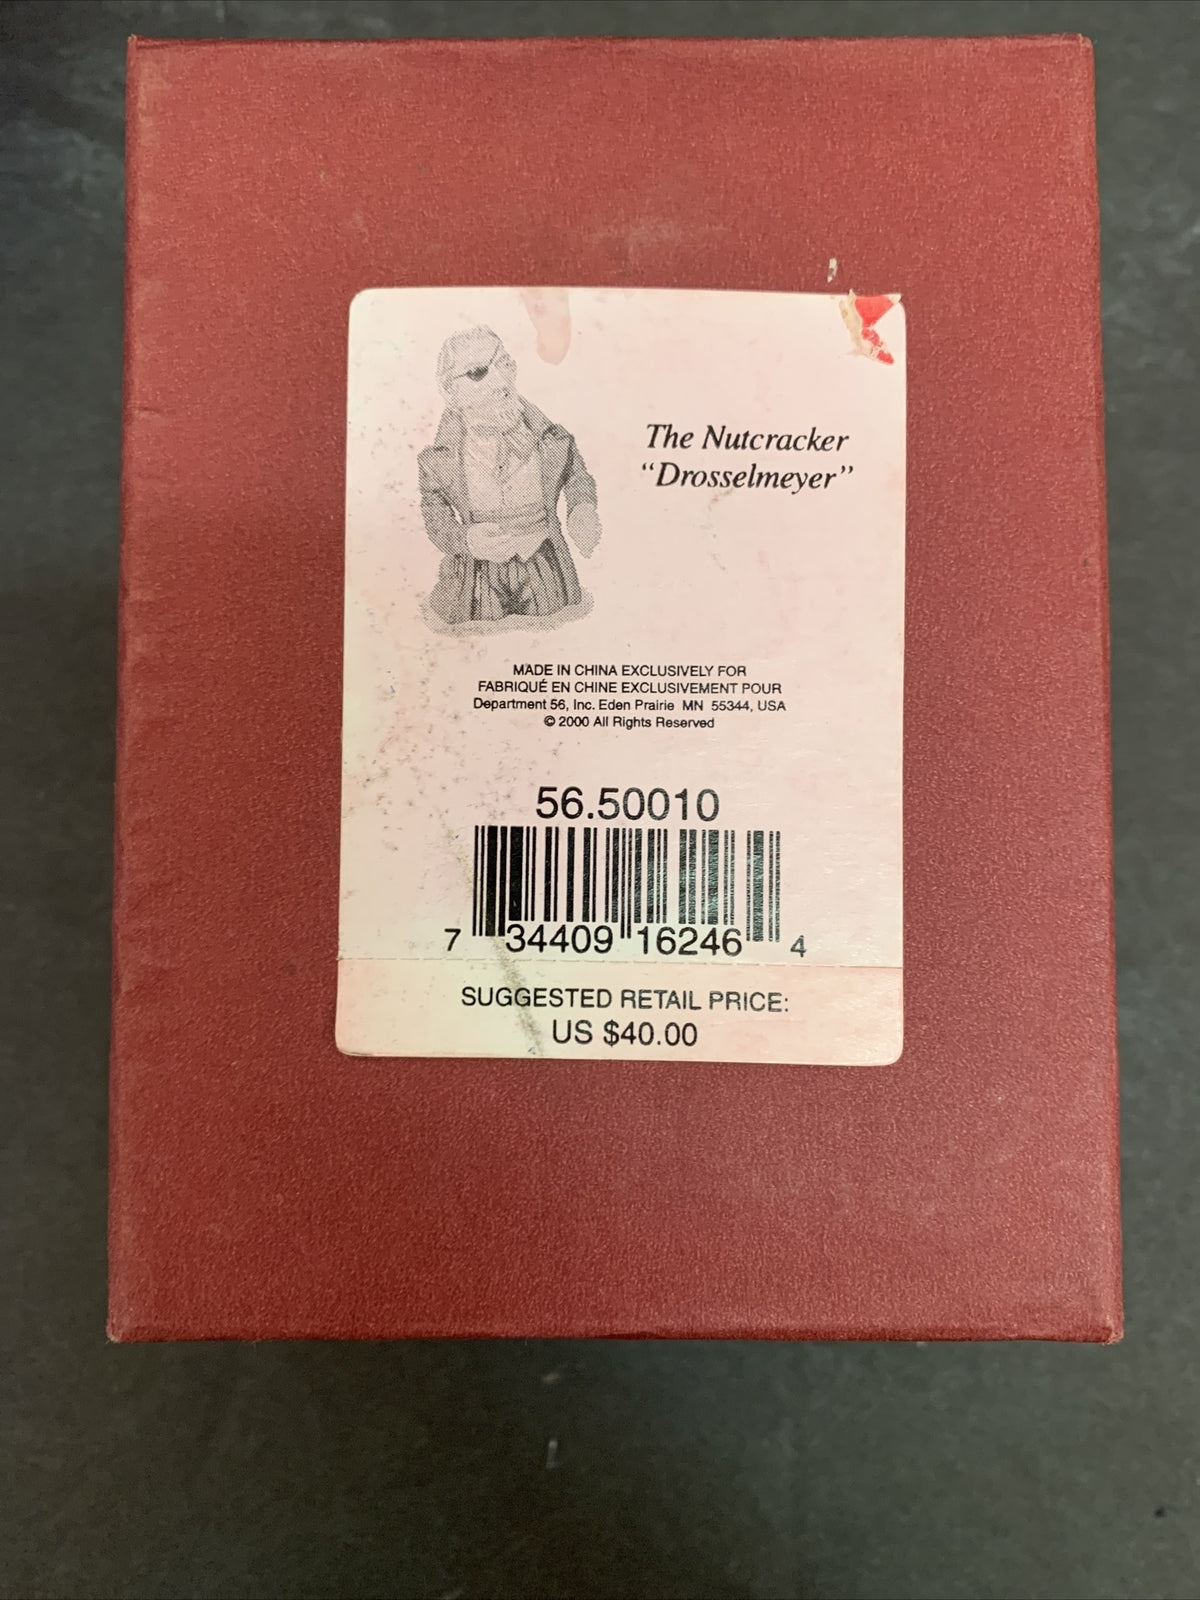 The Nutcracker
“Drosselmeyer”
MADE IN CHINA EXCLUSIVELY FOR
FABRIQUÉ EN CHINE EXCLUSIVEMENT POUR
Department 56, Inc. Eden Prairie MN 55344, USA
© 2000 All Rights Reserved
56.50010
7 34409 16246 4
SUGGESTED RETAIL PRICE:
US $40.00